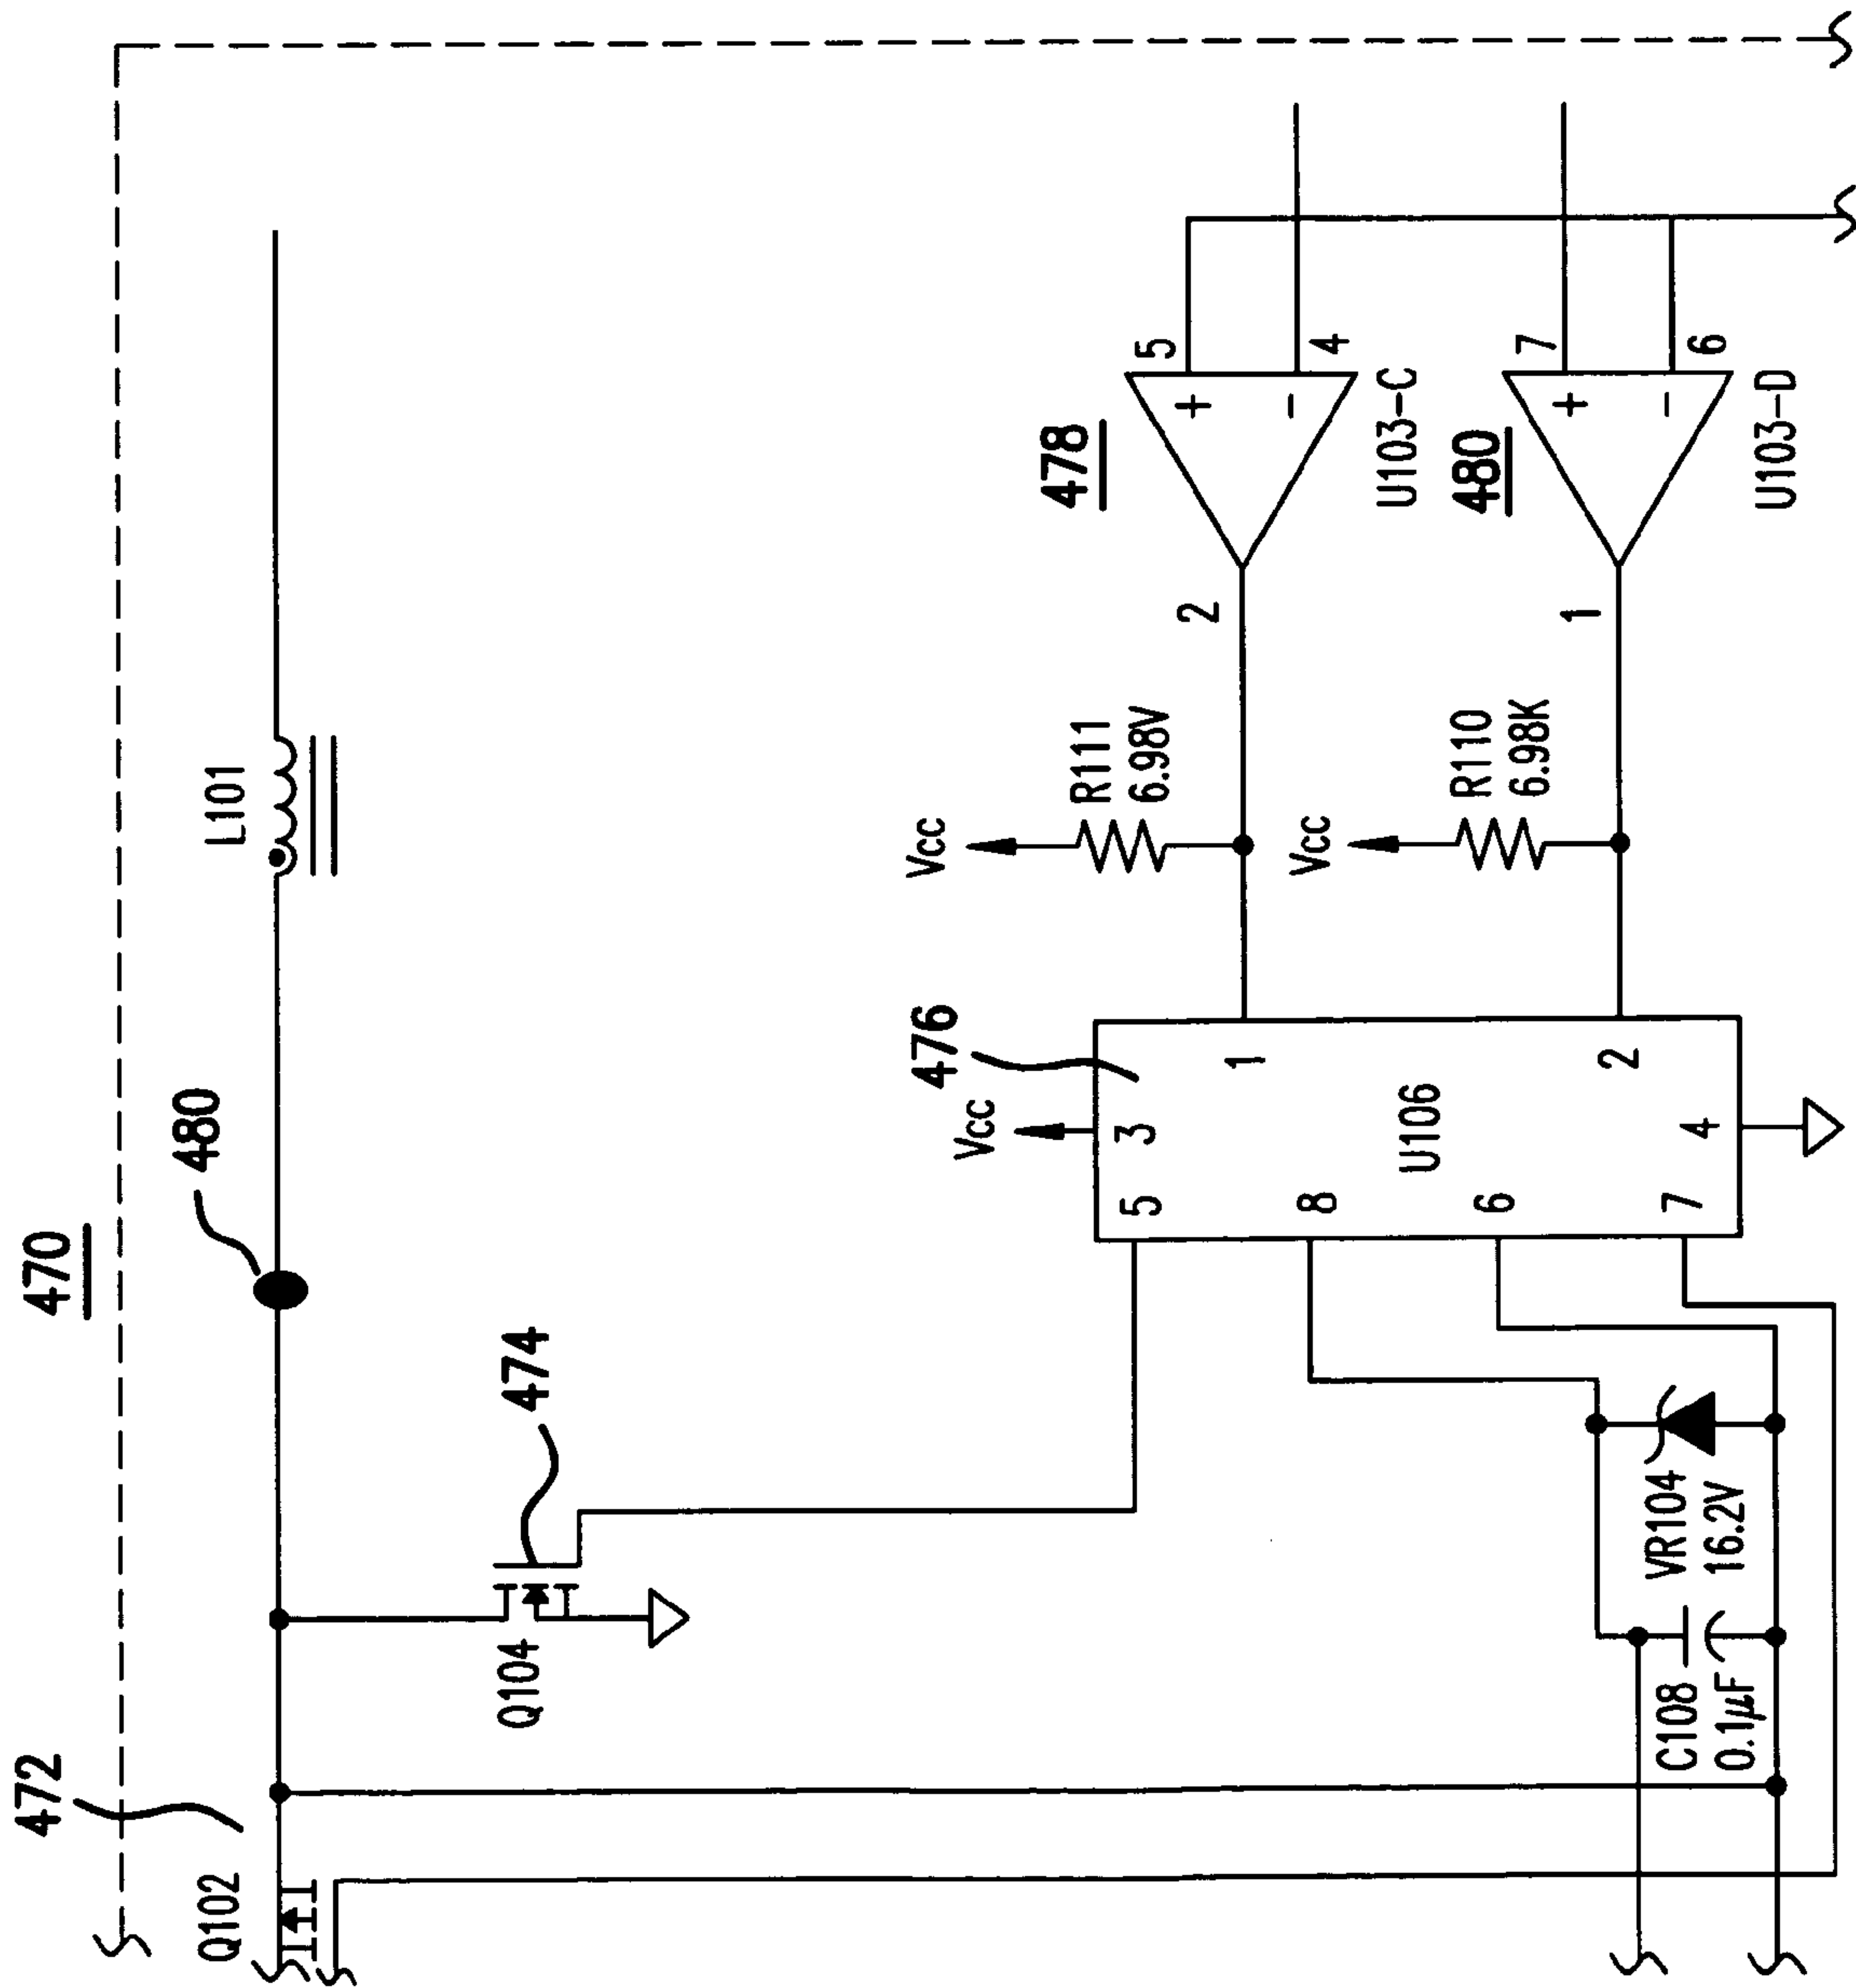 470
472
480
Q102
L101
474
Q104
476
478
Vcc
R111
6.98V
2
5
+
-
4
U103-C
Vcc
3
5
1
8
U106
6
2
7
4
Vcc
R110
6.98K
1
480
7
+
-
6
U103-D
VR104
16.2V
C108
0.1μF